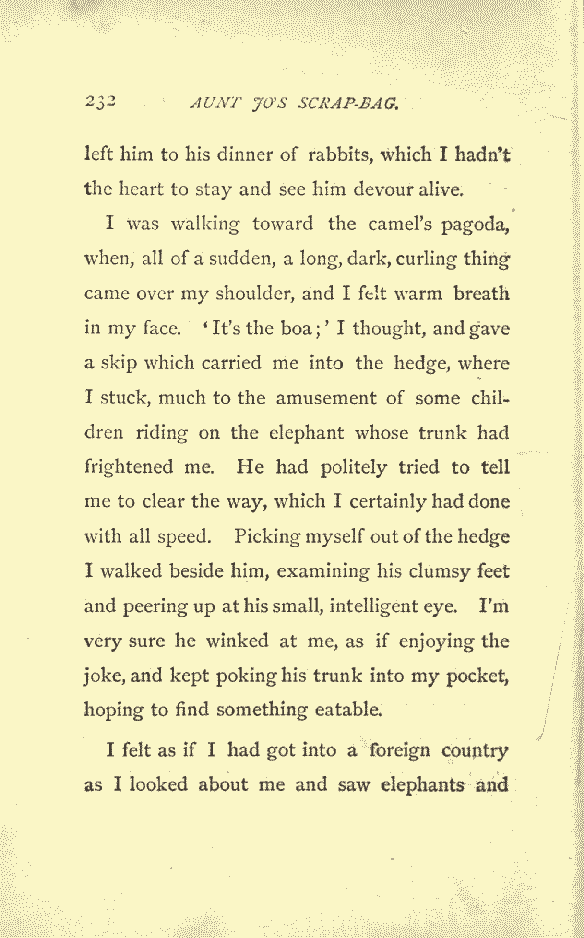 232 AUNT JO'S SCRAP-BAG.
left him to his dinner of rabbits, which I hadn't
the heart to stay and see him devour alive.
I was walking toward the camel's pagoda,
when, all of a sudden, a long, dark, curling thing
came over my shoulder, and I felt warm breath
in my face. 'It's the boa;' I thought, and gave
a skip which carried me into the hedge, where
I stuck, much to the amusement of some chil-
dren riding on the elephant whose trunk had
frightened me. He had politely tried to tell
me to clear the way, which I certainly had done
with all speed. Picking myself out of the hedge
I walked beside him, examining his clumsy feet
and peering up at his small, intelligent eye. I'm
very sure he winked at me, as if enjoying the
joke, and kept poking his trunk into my pocket,
hoping to find something eatable.
I felt as if I had got into a foreign country
as I looked about me and saw elephants and